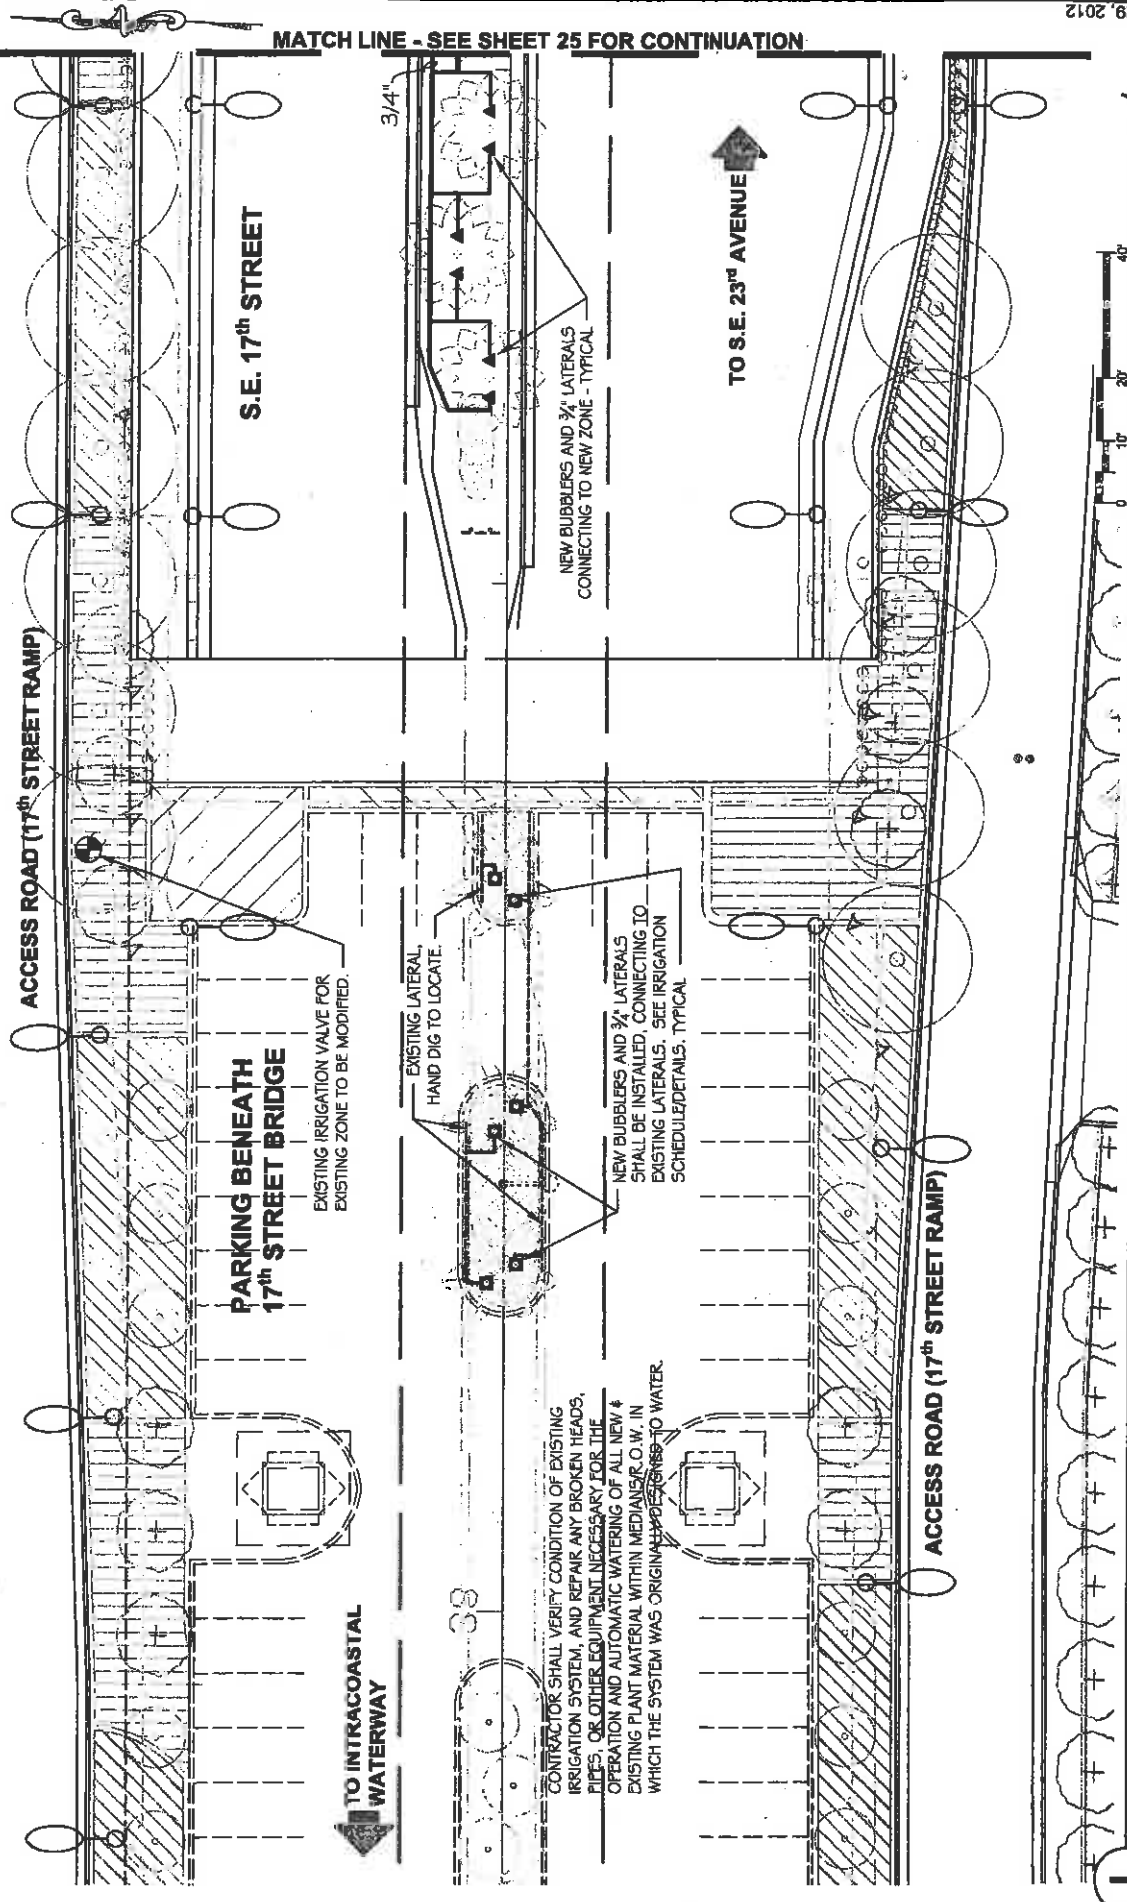 9, 2012
MATCH LINE - SEE SHEET 25 FOR CONTINUATION
3/4"
S.E. 17th STREET
TO S.E. 23rd AVENUE
NEW BUBBLERS AND 3/4" LATERALS
CONNECTING TO NEW ZONE - TYPICAL
ACCESS ROAD (17th STREET RAMP)
EXISTING IRRIGATION VALVE FOR
EXISTING ZONE TO BE MODIFIED.
EXISTING LATERAL,
HAND DIG TO LOCATE.
NEW BUBBLERS AND 3/4" LATERALS
SHALL BE INSTALLED, CONNECTING TO
EXISTING LATERALS. SEE IRRIGATION
SCHEDULE/DETAILS. TYPICAL
PARKING BENEATH
17th STREET BRIDGE
ACCESS ROAD (17th STREET RAMP)
38
CONTRACTOR SHALL VERIFY CONDITION OF EXISTING
IRRIGATION SYSTEM, AND REPAIR ANY BROKEN HEADS,
PIPES, OR OTHER EQUIPMENT NECESSARY FOR THE
OPERATION AND AUTOMATIC WATERING OF ALL NEW &
EXISTING PLANT MATERIAL WITHIN MEDIANS/R.O.W. IN
WHICH THE SYSTEM WAS ORIGINALLY DESIGNED TO WATER.
TO INTRACOASTAL
WATERWAY
0 10' 20' 40'